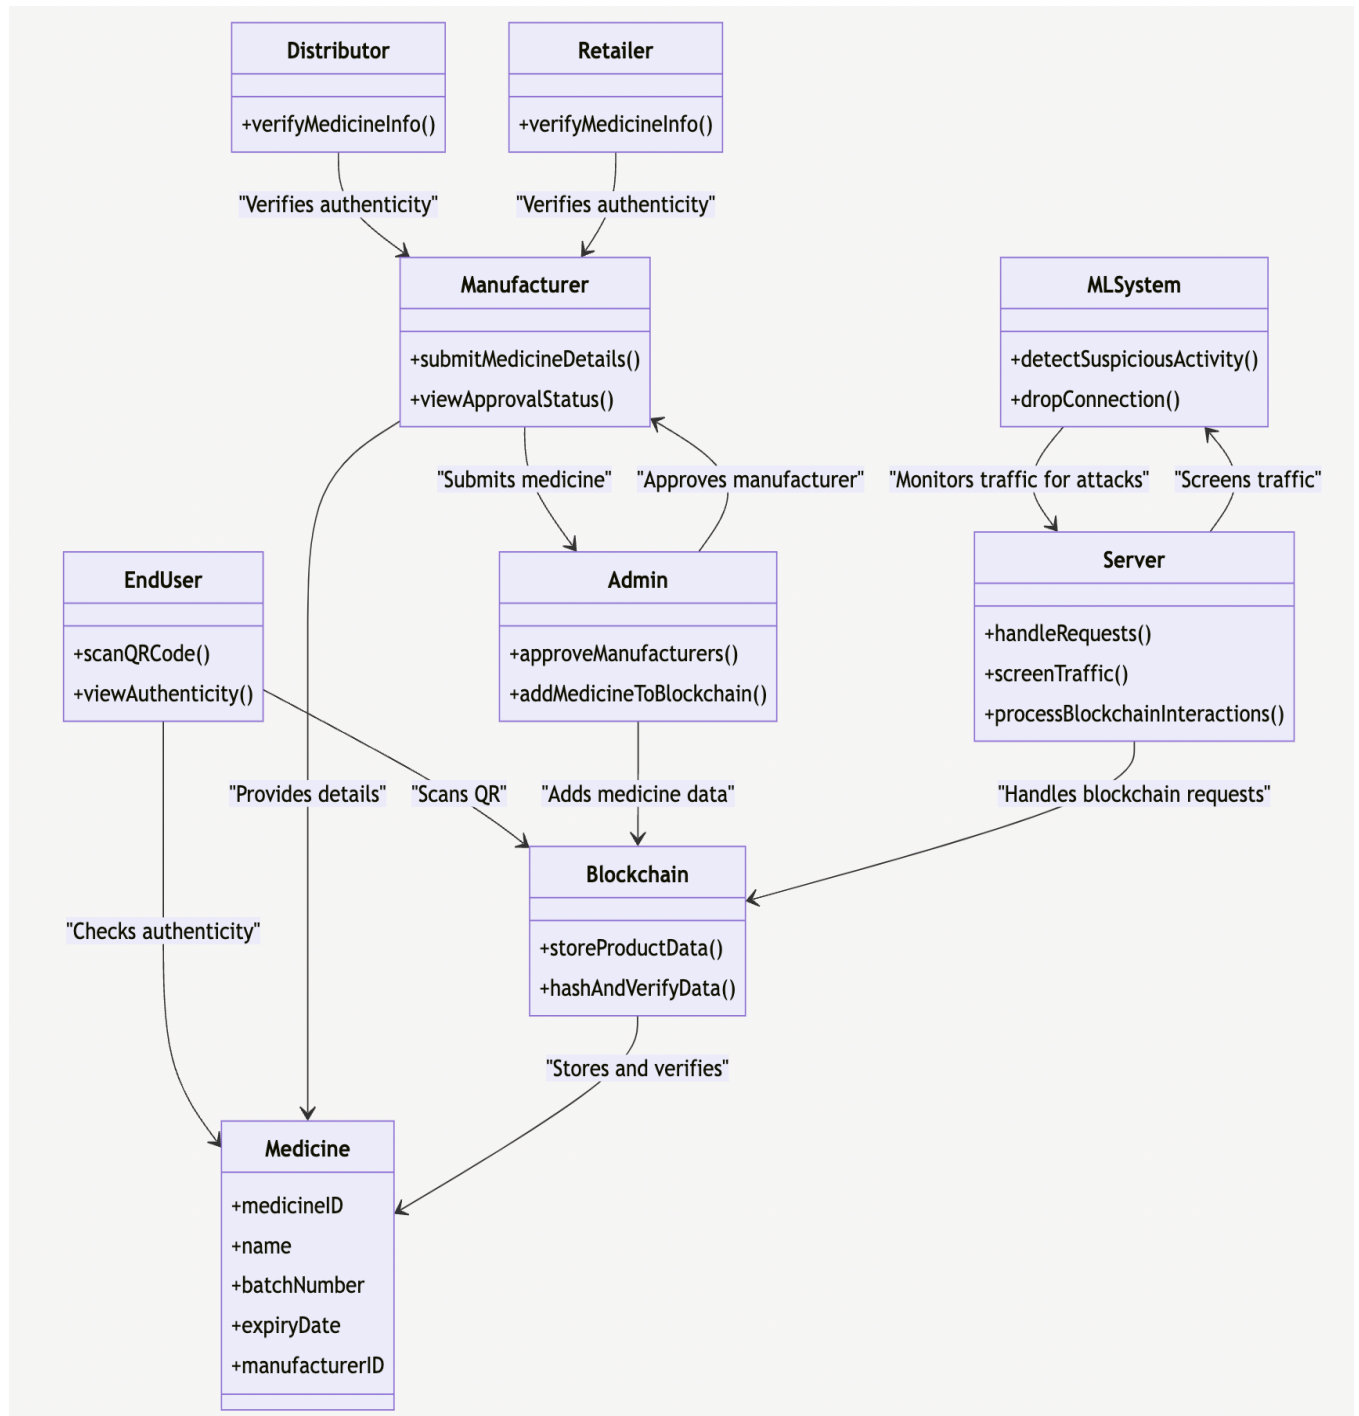 Distributor
+verifyMedicineInfo()
Retailer
+verifyMedicineInfo()
"Verifies authenticity"
"Verifies authenticity"
Manufacturer
+submitMedicineDetails()
+viewApprovalStatus()
MLSystem
+detectSuspiciousActivity()
+dropConnection()
"Submits medicine"
"Approves manufacturer"
"Monitors traffic for attacks"
"Screens traffic"
EndUser
+scanQRCode()
+viewAuthenticity()
Admin
+approveManufacturers()
+addMedicineToBlockchain()
Server
+handleRequests()
+screenTraffic()
+processBlockchainInteractions()
"Provides details"
"Scans QR"
"Adds medicine data"
"Handles blockchain requests"
Blockchain
+storeProductData()
+hashAndVerifyData()
"Checks authenticity"
"Stores and verifies"
Medicine
+medicineID
+name
+batchNumber
+expiryDate
+manufacturerID